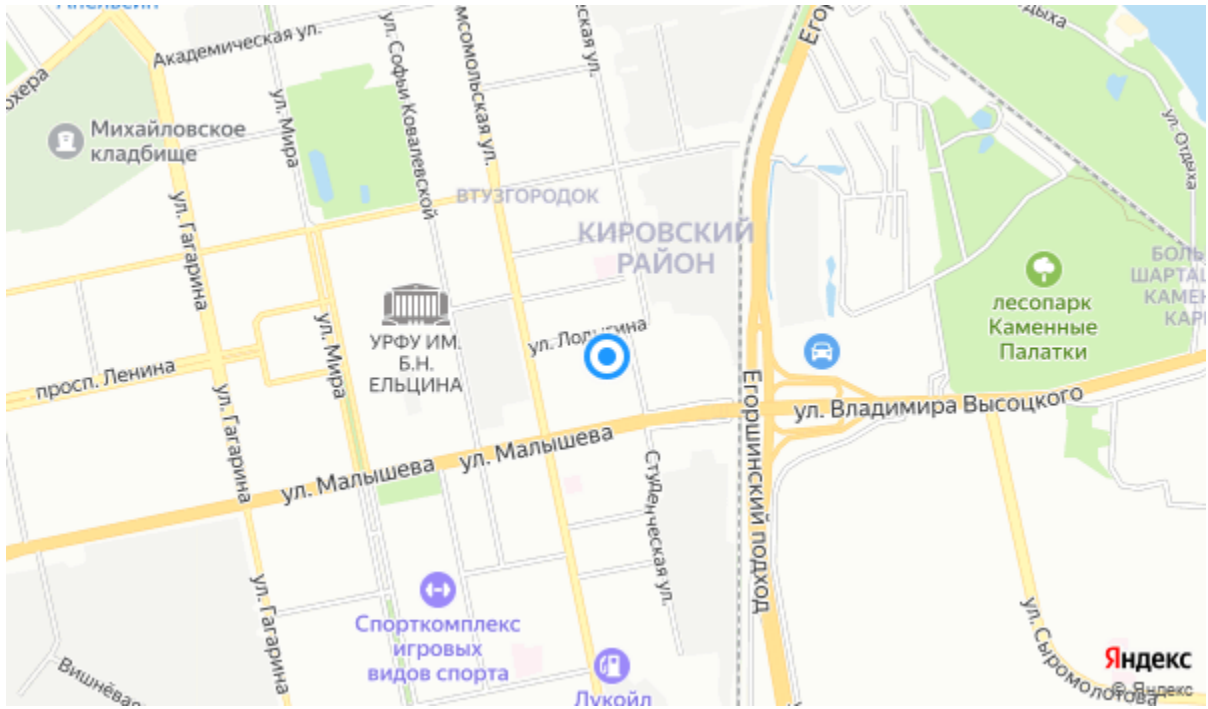 Апельсин
Академическая ул.
ул. Мира
ул. Софьи Ковалевской
ул. Отдыха
Михайловское
кладбище
ул. Гагарина
ВТУЗГОРОДОК
КИРОВСКИЙ
РАЙОН
лесопарк
Каменные
Палатки
УРФУ ИМ.
Б.Н.
ЕЛЬЦИНА
ул. Мира
просп. Ленина
ул. Гагарина
ул. Владимира Высоцкого
ул. Малышева
ул. Малышева
Студенческая ул.
Егоршинский подход
ул. Гагарина
Спорткомплекс
игровых
видов спорта
Лукойл
ул. Сыромолотова
Яндекс
© Яндекс